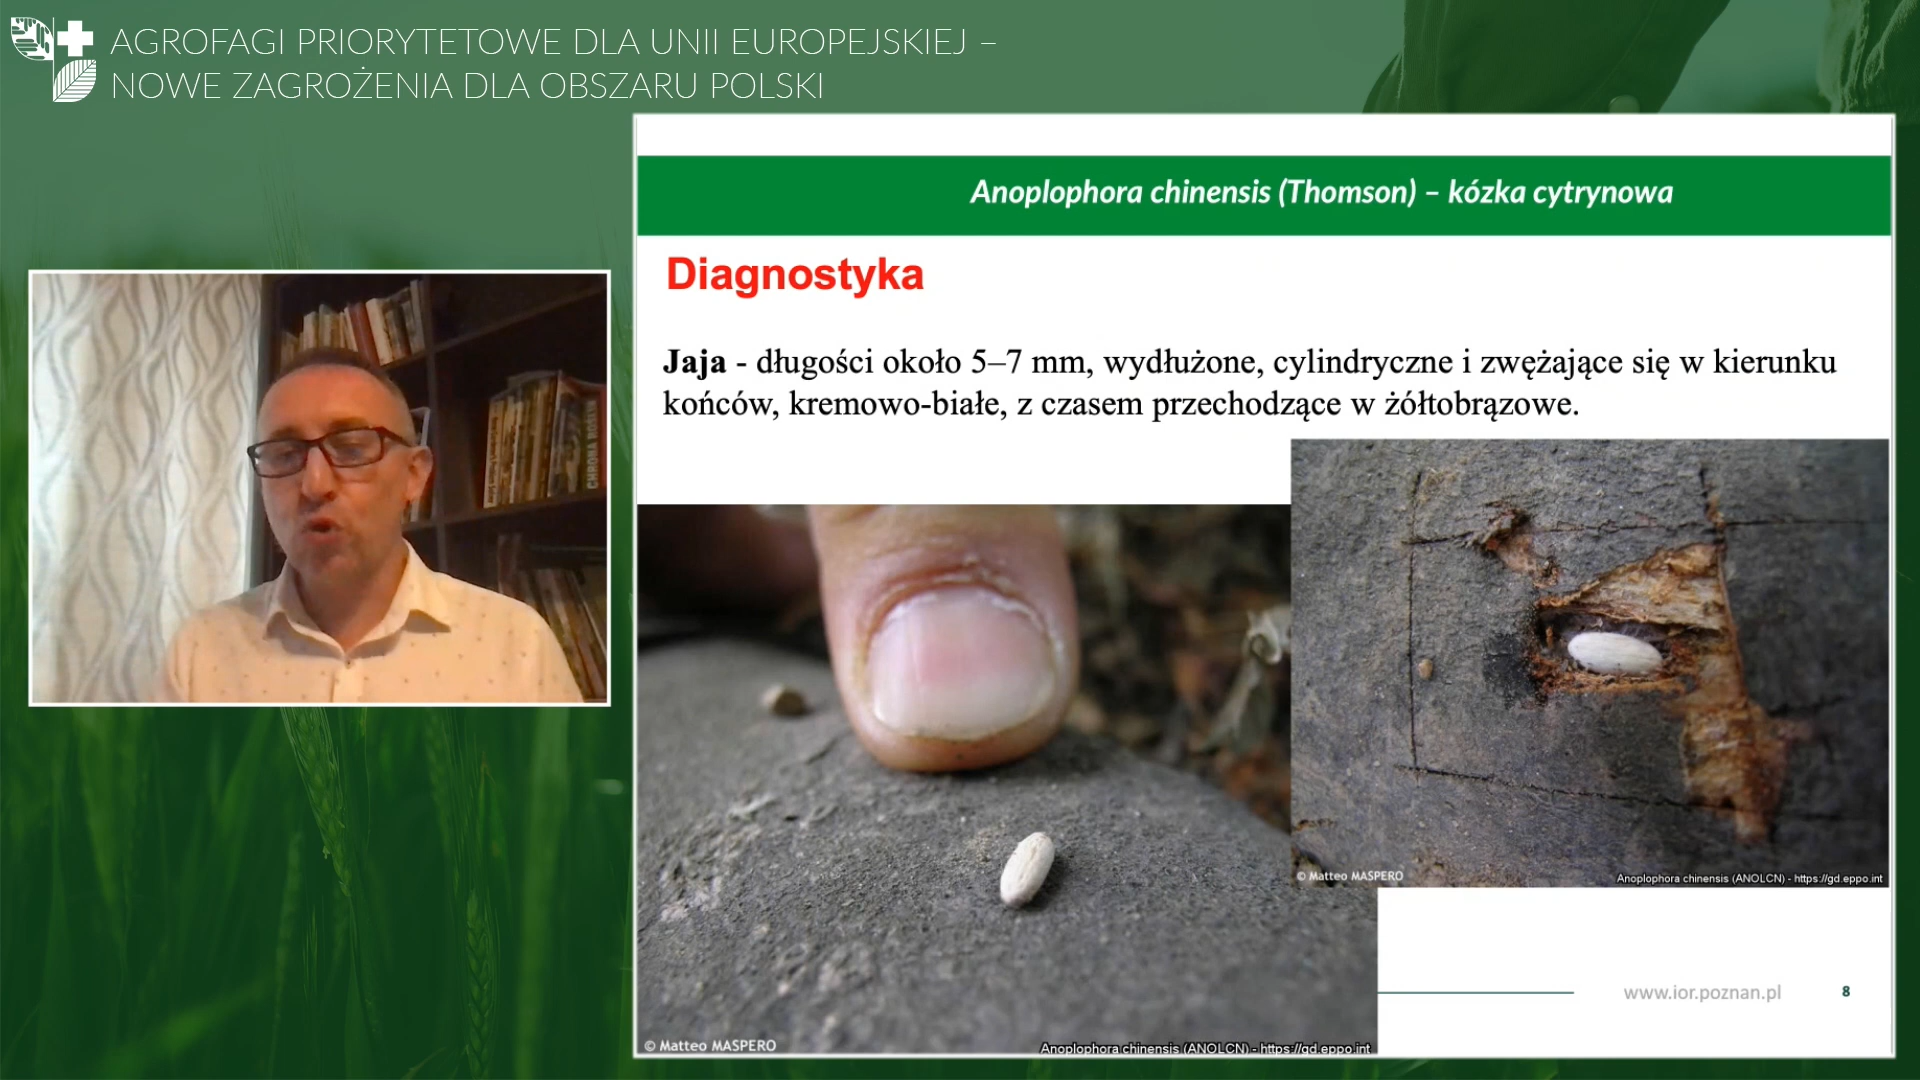 AGROFAGI PRIORYTETOWE DLA UNII EUROPEJSKIEJ –
NOWE ZAGROŻENIA DLA OBSZARU POLSKI
Anoplophora chinensis (Thomson) – kózka cytrynowa
Diagnostyka
Jaja - długości około 5–7 mm, wydłużone, cylindryczne i zwężające się w kierunku
końców, kremowo-białe, z czasem przechodzące w żółtobrązowe.
© Matteo MASPERO
Anoplophora chinensis (ANOLCN) - https://gd.eppo.int
© Matteo MASPERO
Anoplophora chinensis (ANOLCN) - https://gd.eppo.int
www.ior.poznan.pl
8